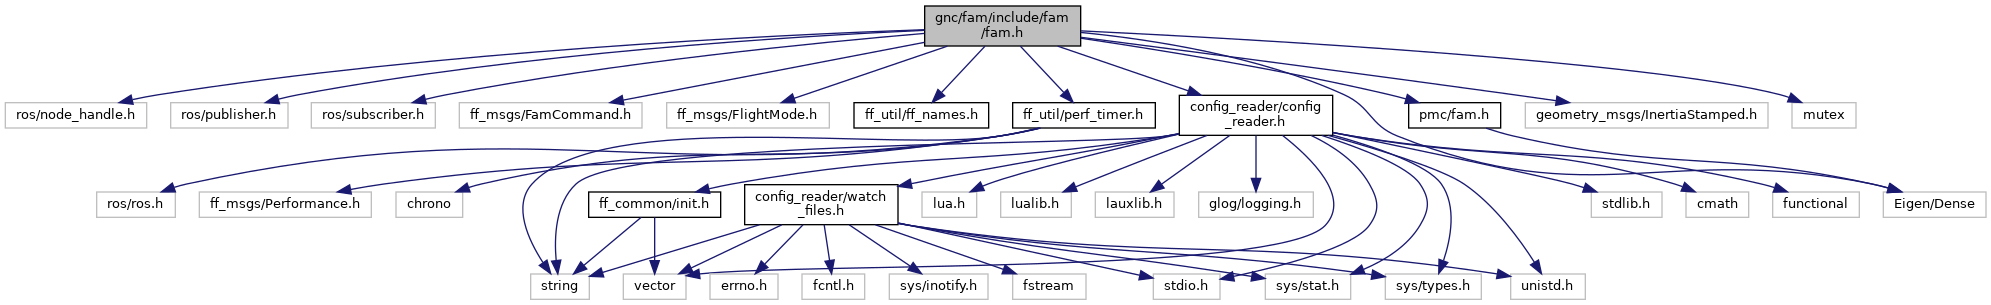 gnc/fam/include/fam
/fam.h
ros/node_handle.h
ros/publisher.h
ros/subscriber.h
ff_msgs/FamCommand.h
ff_msgs/FlightMode.h
ff_util/ff_names.h
ff_util/perf_timer.h
config_reader/config
_reader.h
pmc/fam.h
geometry_msgs/InertiaStamped.h
mutex
ros/ros.h
ff_msgs/Performance.h
chrono
ff_common/init.h
config_reader/watch
_files.h
lua.h
lualib.h
lauxlib.h
glog/logging.h
stdlib.h
cmath
functional
Eigen/Dense
string
vector
errno.h
fcntl.h
sys/inotify.h
fstream
stdio.h
sys/stat.h
sys/types.h
unistd.h